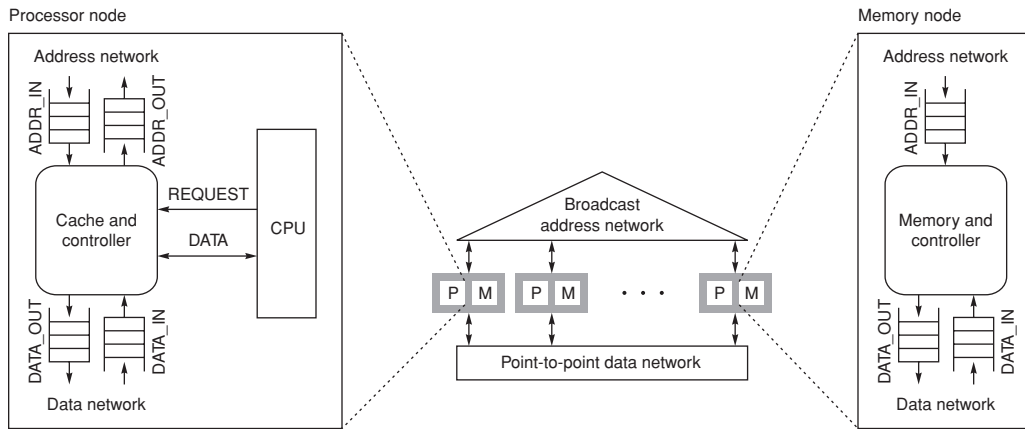 Processor node
Address network
ADDR_IN
ADDR_OUT
Cache and
controller
REQUEST
DATA
CPU
DATA_OUT
DATA_IN
Data network
Broadcast
address network
P M P M . . . P M
Point-to-point data network
Memory node
Address network
ADDR_IN
Memory and
controller
DATA_OUT
DATA_IN
Data network